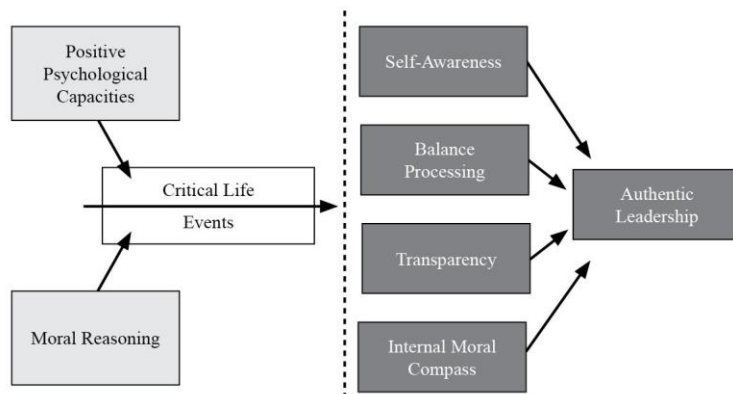 Positive
Psychological
Capacities
Critical Life
Events
Moral Reasoning
Self-Awareness
Balance
Processing
Transparency
Internal Moral
Compass
Authentic
Leadership